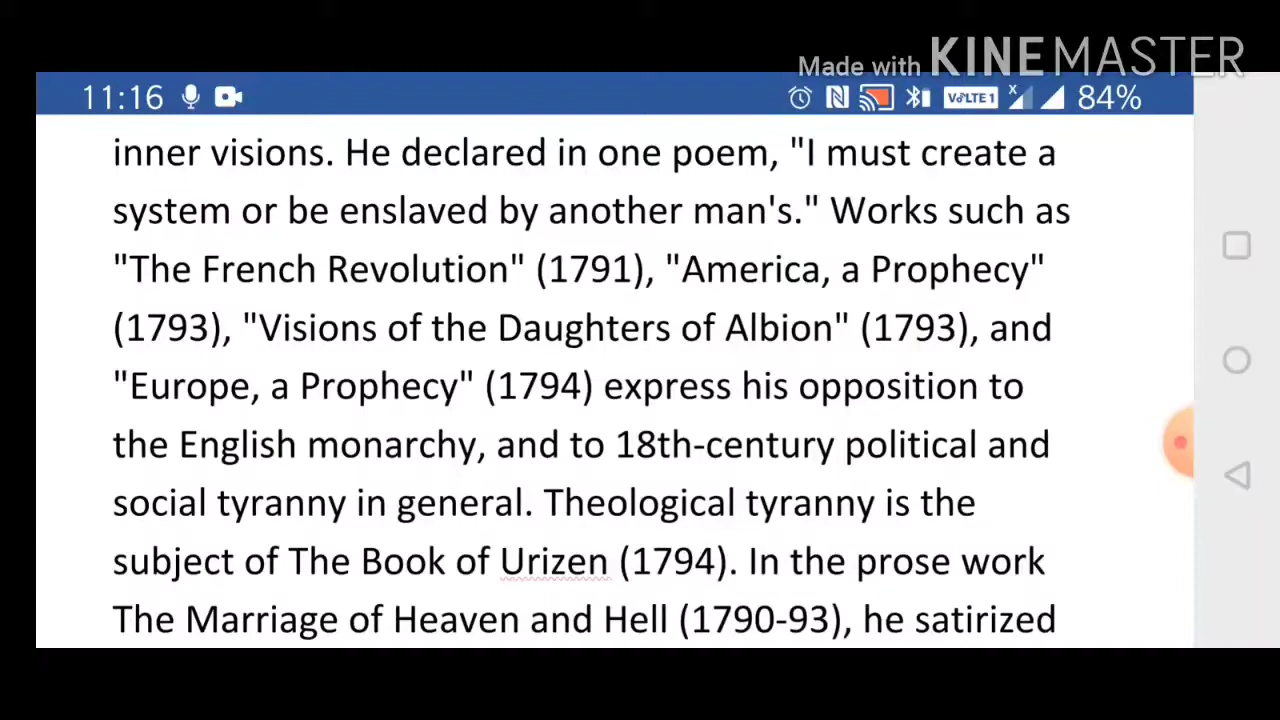 Made with KINEMASTER
11:16 VoLTE 1 x 84%
inner visions. He declared in one poem, "I must create a
system or be enslaved by another man's." Works such as
"The French Revolution" (1791), "America, a Prophecy"
(1793), "Visions of the Daughters of Albion" (1793), and
"Europe, a Prophecy" (1794) express his opposition to
the English monarchy, and to 18th-century political and
social tyranny in general. Theological tyranny is the
subject of The Book of Urizen (1794). In the prose work
The Marriage of Heaven and Hell (1790-93), he satirized